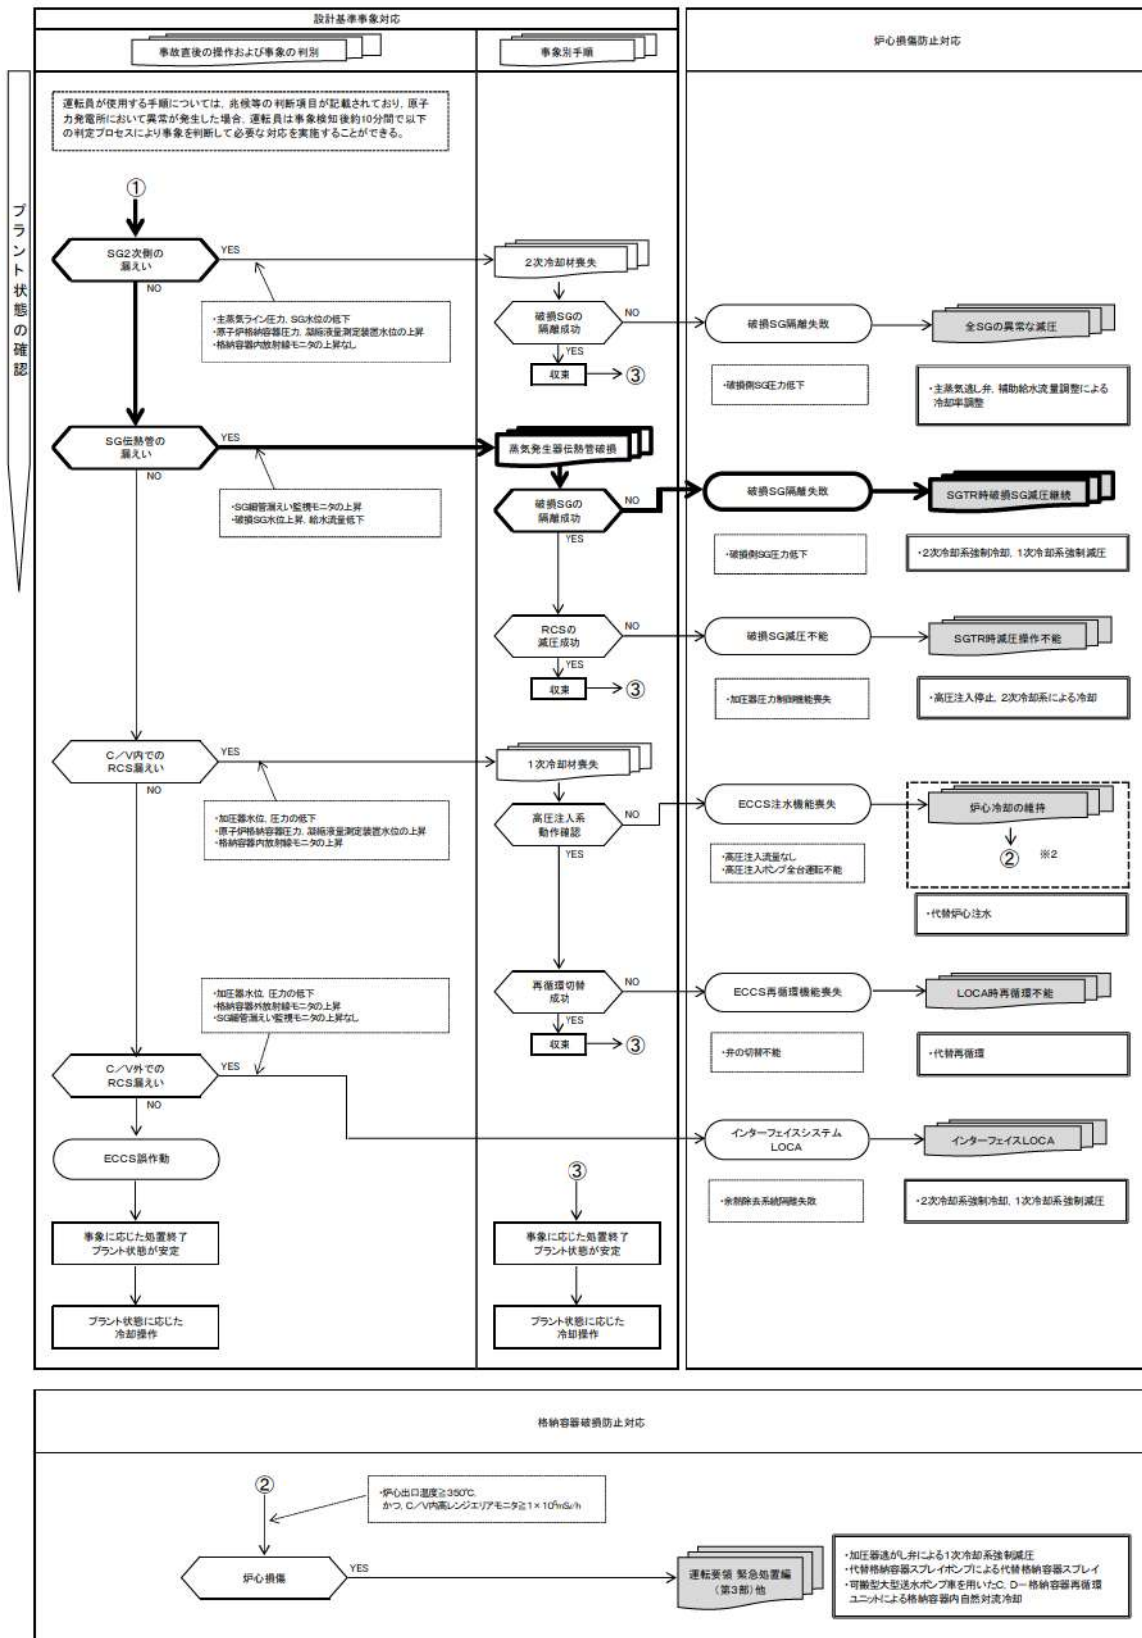 設計基準事象対応
事故直後の操作および事象の判別
事象別手順
炉心損傷防止対応
プラント状態の確認
運転員が使用する手順については、兆候等の判断項目が記載されており、原子
力発電所において異常が発生した場合、運転員は事象検知後約10分間で以下
の判定プロセスにより事象を判断して必要な対応を実施することができる。
①
SG2次側の
漏えい
YES
NO
・主蒸気ライン圧力、SG水位の低下
・原子炉格納容器圧力、凝縮液量測定装置水位の上昇
・格納容器内放射線モニタの上昇なし
2次冷却材喪失
破損SGの
隔離成功
NO
YES
収束
③
破損SG隔離失敗
・破損側SG圧力低下
全SGの異常な減圧
・主蒸気逃し弁、補助給水流量調整による
冷却率調整
SG伝熱管の
漏えい
YES
NO
・SG細管漏えい監視モニタの上昇
・破損SG水位上昇、給水流量低下
蒸気発生器伝熱管破損
破損SGの
隔離成功
NO
YES
破損SG隔離失敗
・破損側SG圧力低下
SGTR時破損SG減圧継続
・2次冷却系強制冷却、1次冷却系強制減圧
RCSの
減圧成功
NO
YES
収束
③
破損SG減圧不能
・加圧器圧力制御機能喪失
SGTR時減圧操作不能
・高圧注入停止、2次冷却系による冷却
C/V内での
RCS漏えい
YES
NO
・加圧器水位、圧力の低下
・原子炉格納容器圧力、凝縮液量測定装置水位の上昇
・格納容器内放射線モニタの上昇
1次冷却材喪失
高圧注入系
動作確認
NO
YES
ECCS注水機能喪失
・高圧注入流量なし
・高圧注入ポンプ全台運転不能
炉心冷却の維持
② ※2
・代替炉心注水
再循環切替
成功
NO
YES
収束
③
ECCS再循環機能喪失
・弁の切替不能
LOCA時再循環不能
・代替再循環
・加圧器水位、圧力の低下
・格納容器外放射線モニタの上昇
・SG細管漏えい監視モニタの上昇なし
C/V外での
RCS漏えい
YES
NO
インターフェイスシステム
LOCA
・余熱除去系統隔離失敗
インターフェイスLOCA
・2次冷却系強制冷却、1次冷却系強制減圧
ECCS誤作動
事象に応じた処置終了
プラント状態が安定
プラント状態に応じた
冷却操作
③
事象に応じた処置終了
プラント状態が安定
プラント状態に応じた
冷却操作
格納容器破損防止対応
②
・炉心出口温度≧350℃、
かつ、C/V内高レンジエリアモニタ≧1×10⁵mSv/h
炉心損傷
YES
運転要領 緊急処置編
(第3部)他
・加圧器逃がし弁による1次冷却系強制減圧
・代替格納容器スプレイポンプによる代替格納容器スプレイ
・可搬型大型送水ポンプ車を用いたC、D-格納容器再循環
ユニットによる格納容器内自然対流冷却